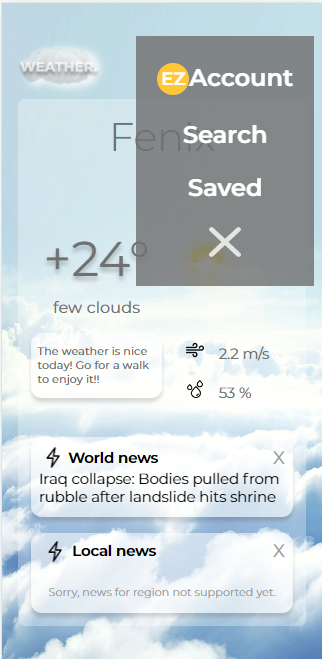 WEATHER.
EZ Account
Search
Saved
Fenix
+24°
few clouds
The weather is nice
today! Go for a walk
to enjoy it!!
2.2 m/s
53 %
World news X
Iraq collapse: Bodies pulled from
rubble after landslide hits shrine
Local news X
Sorry, news for region not supported yet.